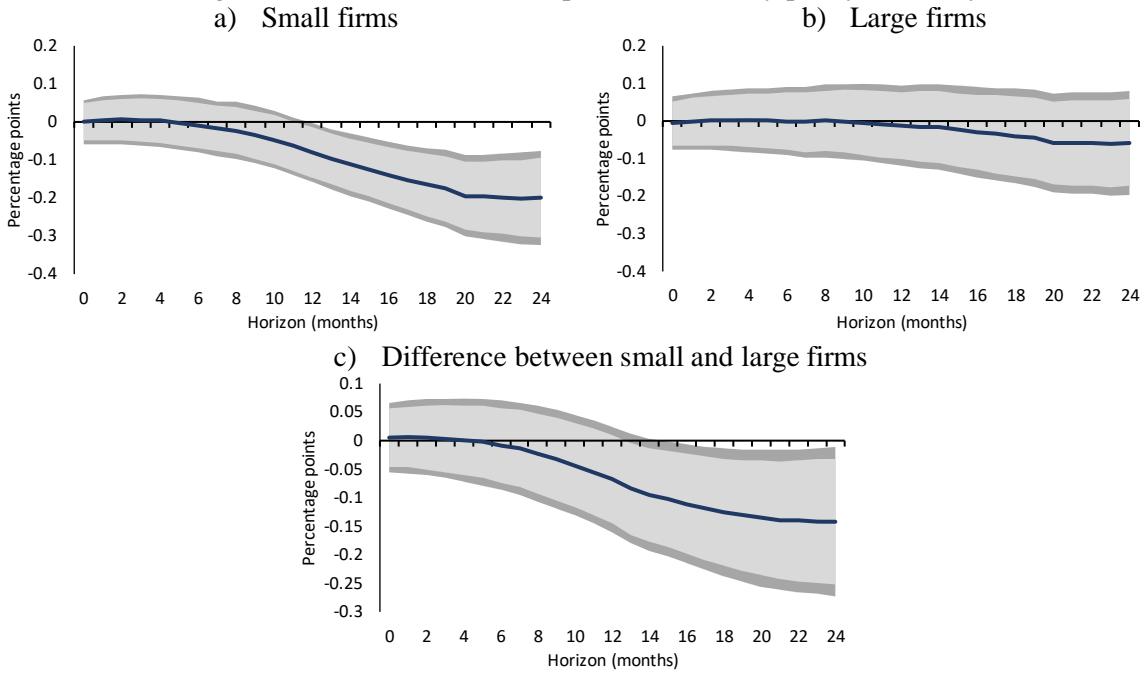 a) Small firms
0.2
0.1
0
-0.1
-0.2
-0.3
-0.4
Percentage points
0 2 4 6 8 10 12 14 16 18 20 22 24
Horizon (months)
b) Large firms
0.2
0.1
0
-0.1
-0.2
-0.3
-0.4
Percentage points
0 2 4 6 8 10 12 14 16 18 20 22 24
Horizon (months)
c) Difference between small and large firms
0.1
0.05
0
-0.05
-0.1
-0.15
-0.2
-0.25
-0.3
Percentage points
0 2 4 6 8 10 12 14 16 18 20 22 24
Horizon (months)